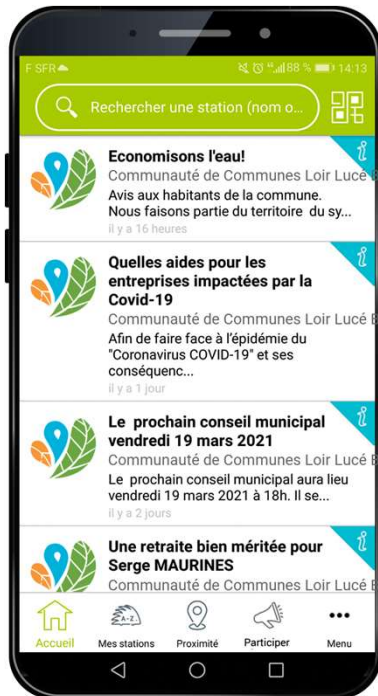 F SFR
88 % 14:13
Rechercher une station (nom o...
Economisons l'eau!
Communauté de Communes Loir Lucé B
Avis aux habitants de la commune.
Nous faisons partie du territoire du sy...
il y a 16 heures
Quelles aides pour les
entreprises impactées par la
Covid-19
Communauté de Communes Loir Lucé B
Afin de faire face à l'épidémie du
"Coronavirus COVID-19" et ses
conséquenc...
il y a 1 jour
Le prochain conseil municipal
vendredi 19 mars 2021
Communauté de Communes Loir Lucé B
Le prochain conseil municipal aura lieu
vendredi 19 mars 2021 à 18h. Il se...
il y a 2 jours
Une retraite bien méritée pour
Serge MAURINES
Communauté de Communes Loir Lucé B
A-Z
Accueil Mes stations Proximité Participer Menu